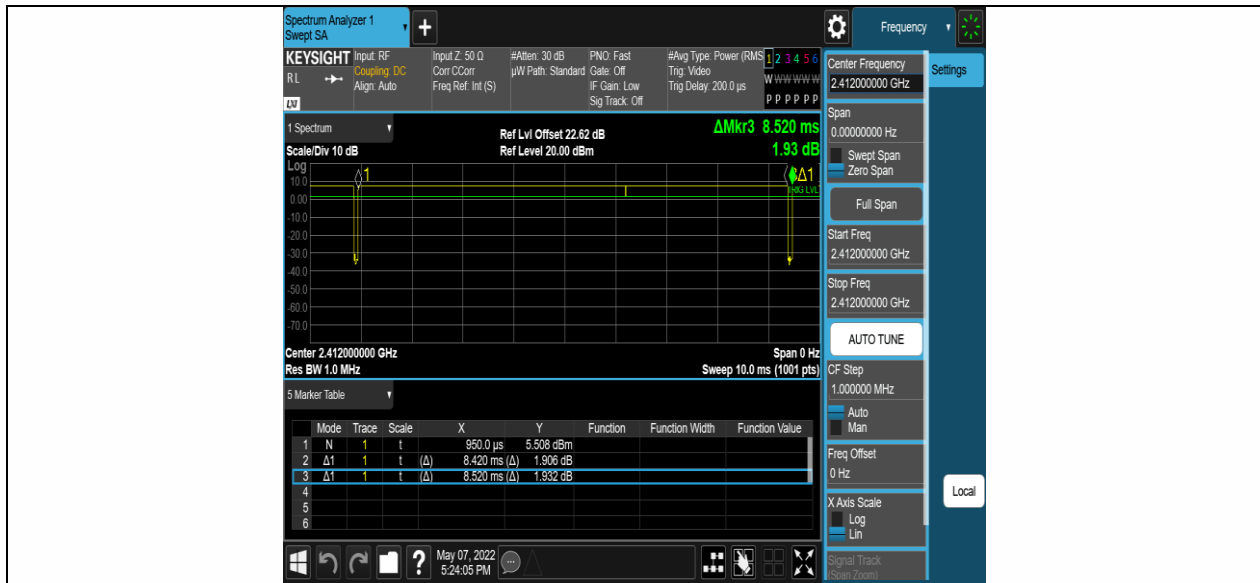 Spectrum Analyzer 1
Swept SA
+
Frequency
KEYSIGHT Input: RF Input Z: 50 Ω #Atten: 30 dB PNO: Fast #Avg Type: Power (RMS 1 2 3 4 5 6
RL Coupling: DC Corr CCorr µW Path: Standard Gate: Off Trig: Video W W W W W W
Align: Auto Freq Ref: Int (S) IF Gain: Low Trig Delay: 200.0 µs
LXI Sig Track: Off P P P P P P
1 Spectrum Ref Lvl Offset 22.62 dB ΔMkr3 8.520 ms
Scale/Div 10 dB Ref Level 20.00 dBm 1.93 dB
Log
1 Δ1
10.0
TRIG LVL
0.00
-10.0
-20.0
-30.0
-40.0
-50.0
-60.0
-70.0
Center 2.412000000 GHz Span 0 Hz
Res BW 1.0 MHz Sweep 10.0 ms (1001 pts)
5 Marker Table
Mode Trace Scale X Y Function Function Width Function Value
1 N 1 t 950.0 µs 5.508 dBm
2 Δ1 1 t (Δ) 8.420 ms (Δ) 1.906 dB
3 Δ1 1 t (Δ) 8.520 ms (Δ) 1.932 dB
4
5
6
?
May 07, 2022
5:24:05 PM
Center Frequency
2.412000000 GHz
Settings
Span
0.00000000 Hz
Swept Span
Zero Span
Full Span
Start Freq
2.412000000 GHz
Stop Freq
2.412000000 GHz
AUTO TUNE
CF Step
1.000000 MHz
Auto
Man
Freq Offset
0 Hz
Local
X Axis Scale
Log
Lin
Signal Track
(Span Zoom)